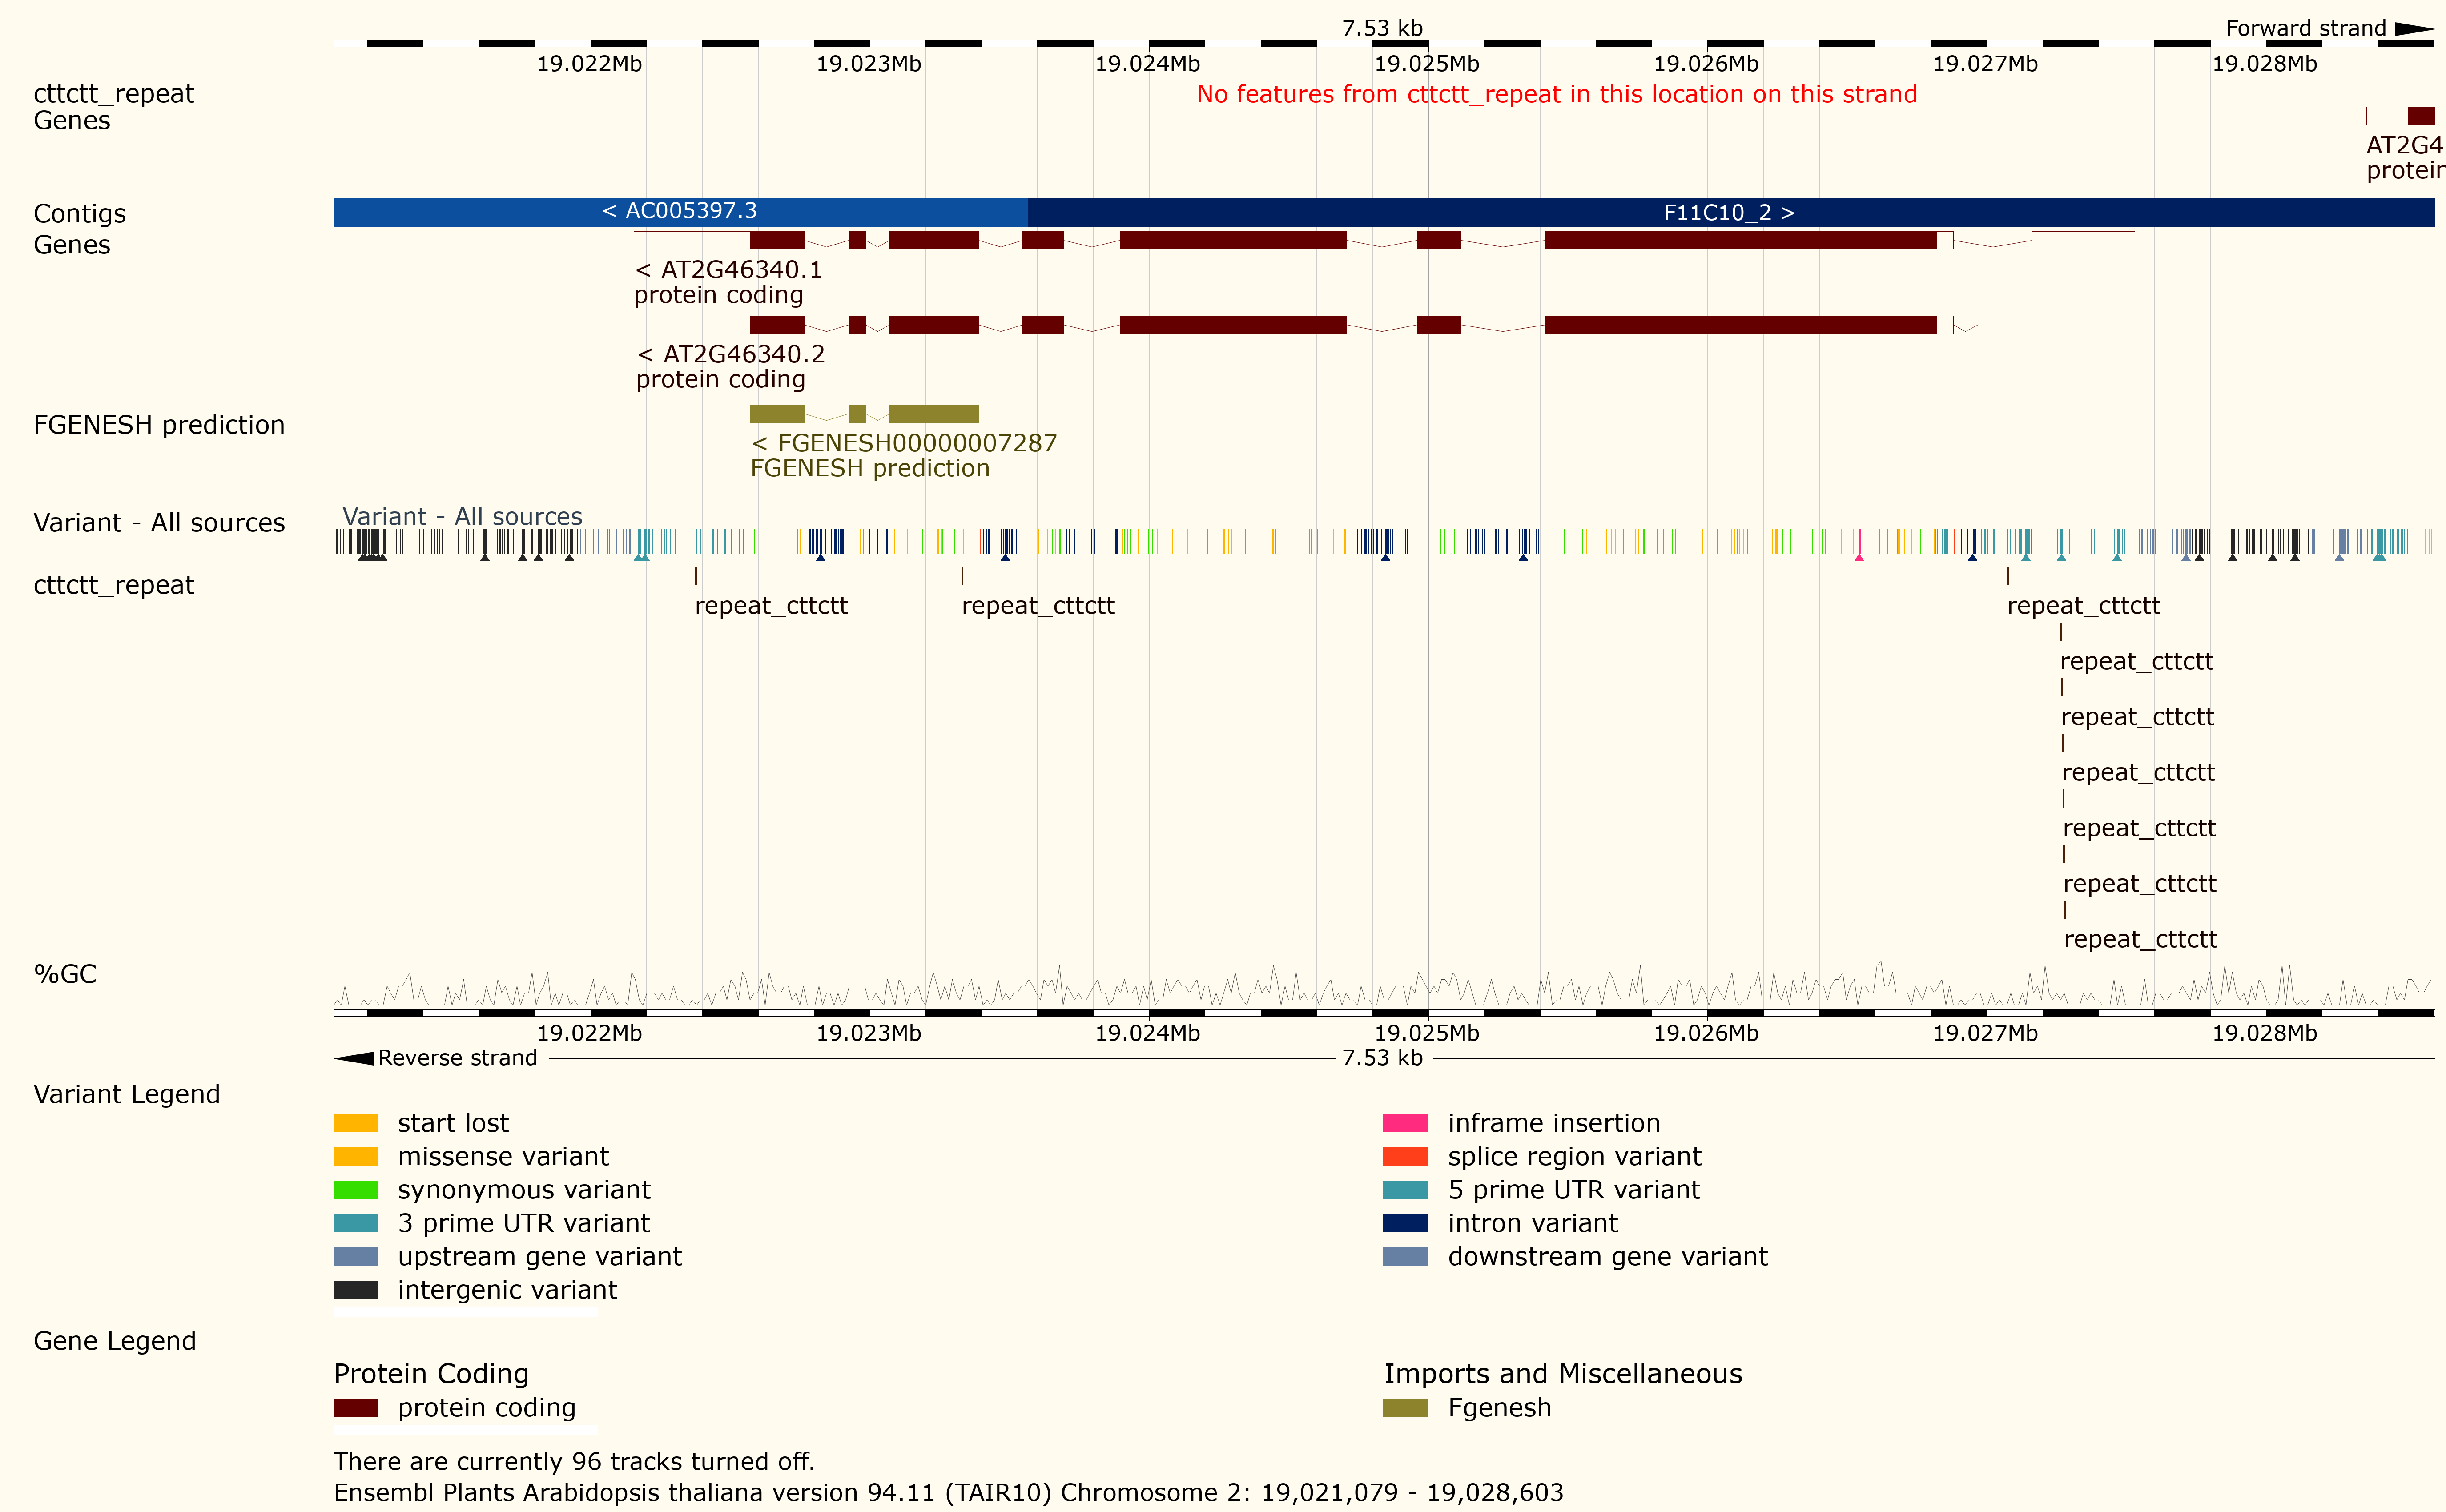 7.53 kb Forward strand
19.022Mb 19.023Mb 19.024Mb 19.025Mb 19.026Mb 19.027Mb 19.028Mb
cttctt_repeat No features from cttctt_repeat in this location on this strand
Genes
AT2G4
protein
Contigs < AC005397.3 F11C10_2 >
Genes
< AT2G46340.1
protein coding
< AT2G46340.2
protein coding
FGENESH prediction
< FGENESH00000007287
FGENESH prediction
Variant - All sources Variant - All sources
cttctt_repeat
repeat_cttctt repeat_cttctt repeat_cttctt
repeat_cttctt
repeat_cttctt
repeat_cttctt
repeat_cttctt
repeat_cttctt
repeat_cttctt
%GC
19.022Mb 19.023Mb 19.024Mb 19.025Mb 19.026Mb 19.027Mb 19.028Mb
Reverse strand 7.53 kb
Variant Legend
start lost inframe insertion
missense variant splice region variant
synonymous variant 5 prime UTR variant
3 prime UTR variant intron variant
upstream gene variant downstream gene variant
intergenic variant
Gene Legend
Protein Coding Imports and Miscellaneous
protein coding Fgenesh
There are currently 96 tracks turned off.
Ensembl Plants Arabidopsis thaliana version 94.11 (TAIR10) Chromosome 2: 19,021,079 - 19,028,603